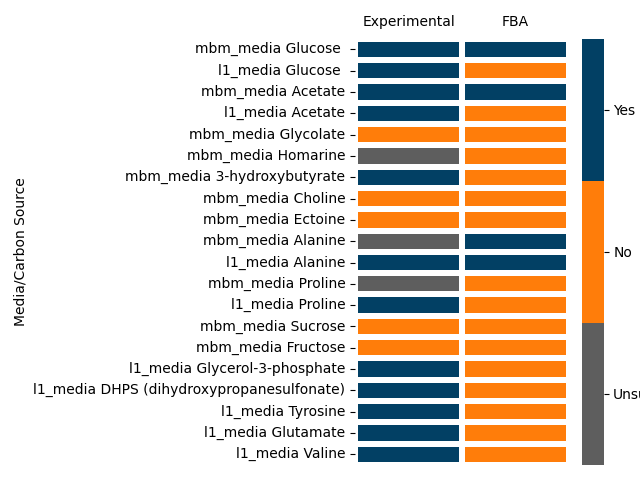 Experimental FBA
mbm_media Glucose
l1_media Glucose
mbm_media Acetate
l1_media Acetate
mbm_media Glycolate
mbm_media Homarine
mbm_media 3-hydroxybutyrate
mbm_media Choline
mbm_media Ectoine
mbm_media Alanine
l1_media Alanine
mbm_media Proline
l1_media Proline
mbm_media Sucrose
mbm_media Fructose
l1_media Glycerol-3-phosphate
l1_media DHPS (dihydroxypropanesulfonate)
l1_media Tyrosine
l1_media Glutamate
l1_media Valine
Media/Carbon Source
Yes
No